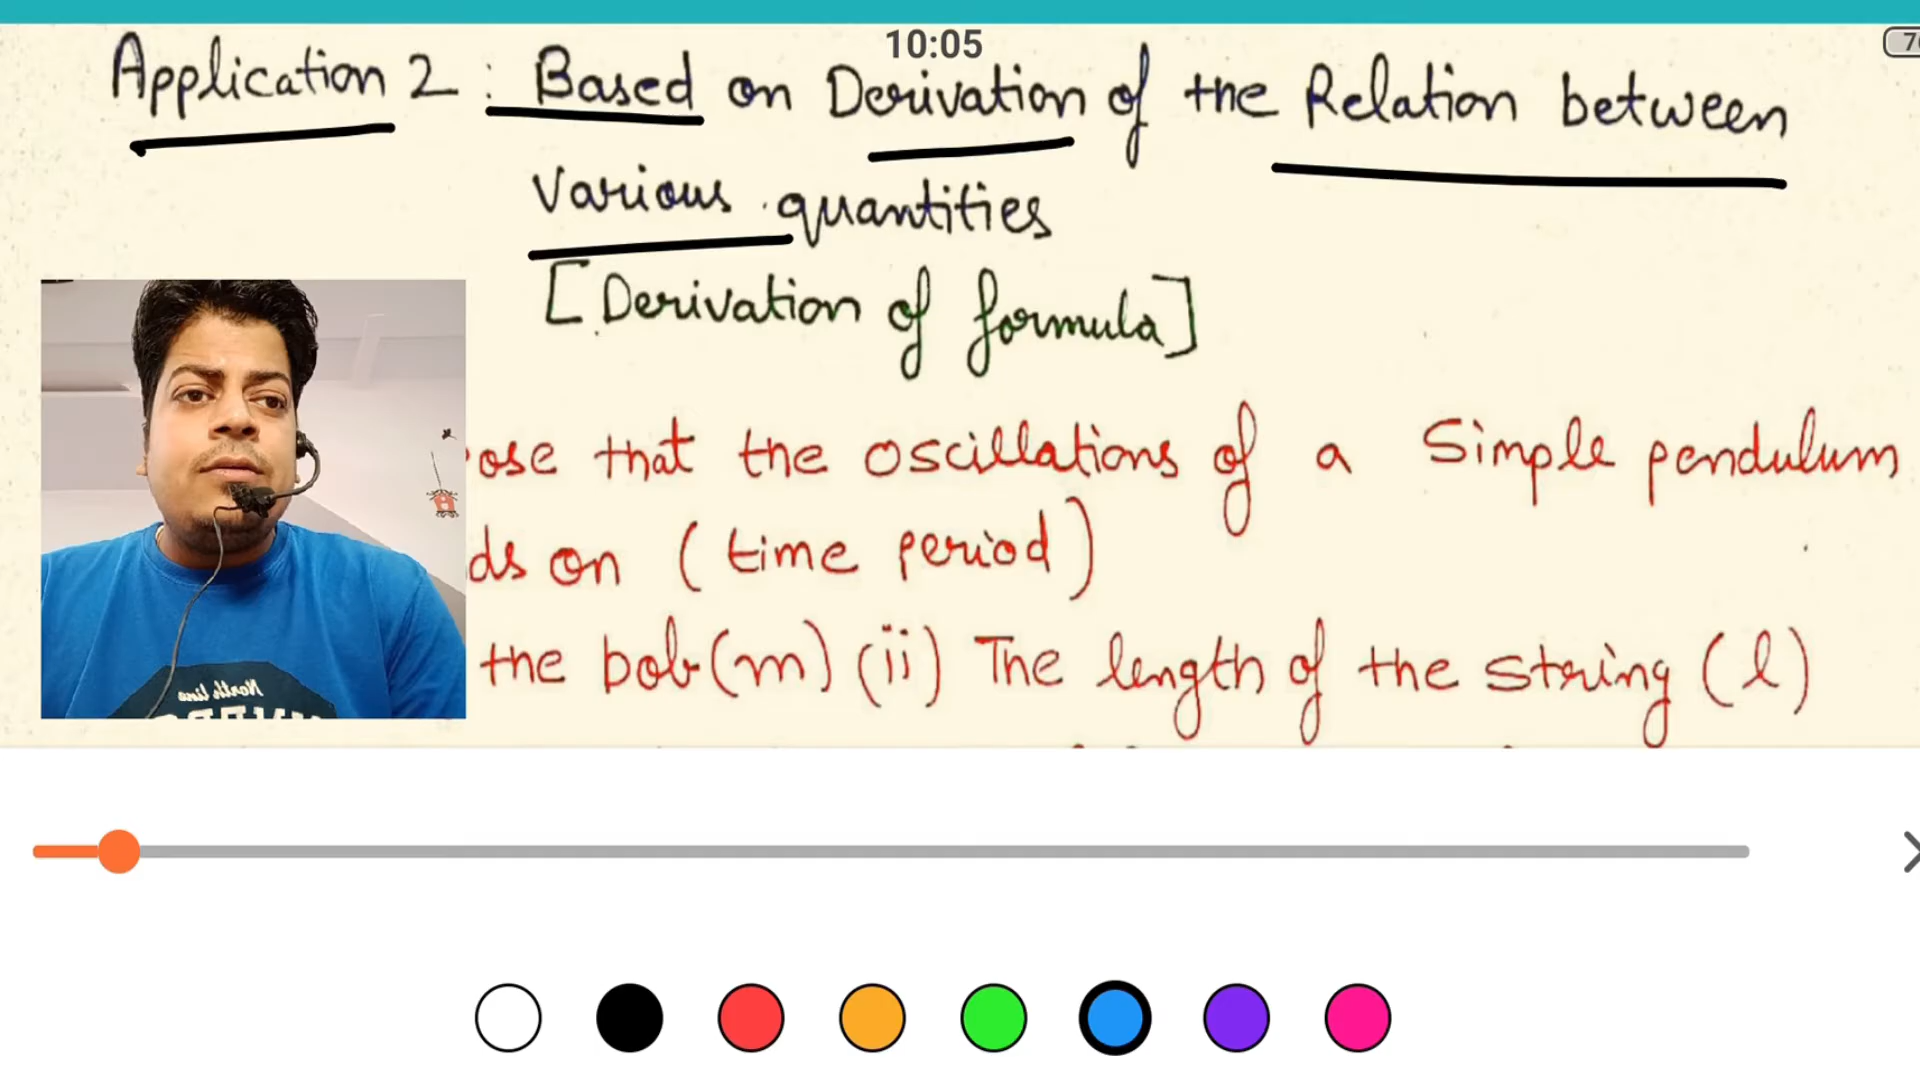 10:05
Application 2 : Based on Derivation of the Relation between
various quantities
[Derivation of formula]
ose that the oscillations of a Simple pendulum
ds on (time period)
the bob (m) (ii) The length of the string (l)